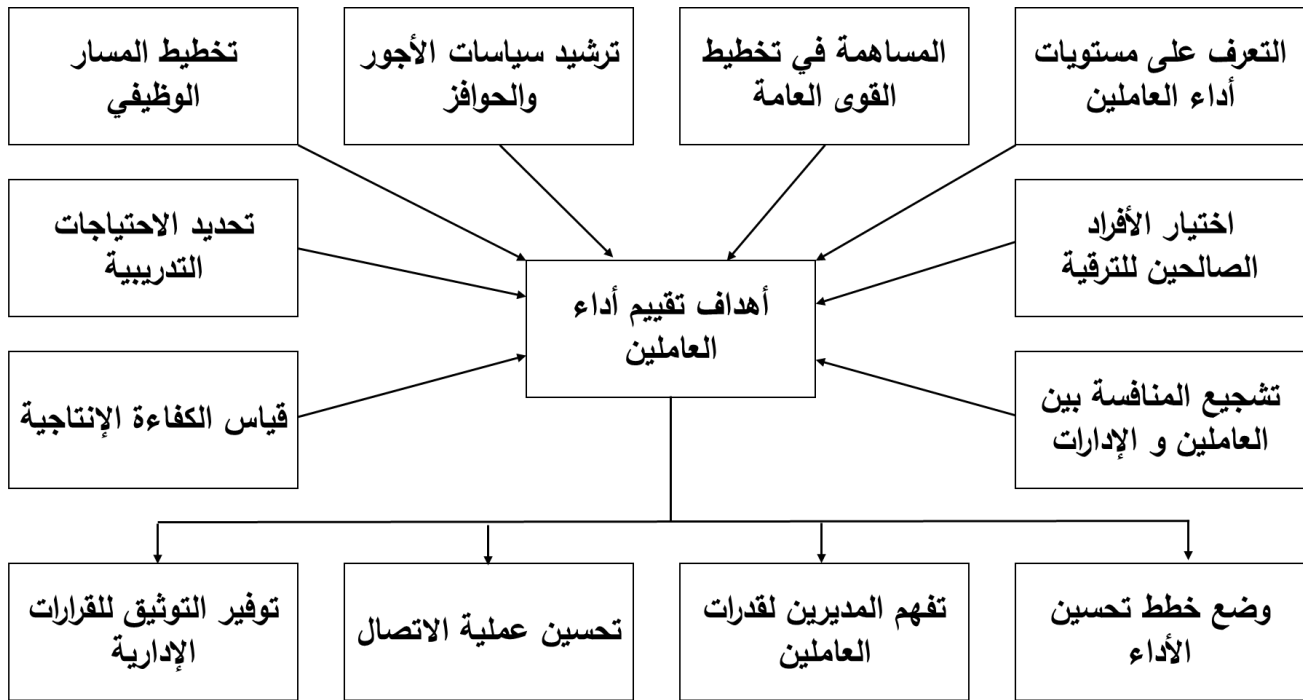 التعرف على مستويات
أداء العاملين
المساهمة في تخطيط
القوى العامة
ترشيد سياسات الأجور
والحوافز
تخطيط المسار
الوظيفي
اختيار الأفراد
الصالحين للترقية
تحديد الاحتياجات
التدريبية
أهداف تقييم أداء
العاملين
تشجيع المنافسة بين
العاملين و الإدارات
قياس الكفاءة الإنتاجية
وضع خطط تحسين
الأداء
تفهم المديرين لقدرات
العاملين
تحسين عملية الاتصال
توفير التوثيق للقرارات
الإدارية